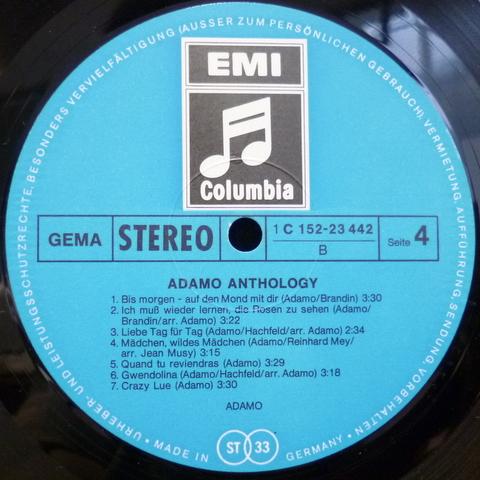 URHEBER- UND LEISTUNGSSCHUTZRECHTE, BESONDERS VERVIELFÄLTIGUNG (AUSSER ZUM PERSÖNLICHEN GEBRAUCH), VERMIETUNG, AUFFÜHRUNG, SENDUNG VORBEHALTEN •
EMI
Columbia
GEMA
STEREO
1 C 152-23 442
B
Seite 4
ADAMO ANTHOLOGY
1. Bis morgen - auf den Mond mit dir (Adamo/Brandin) 3:30
2. Ich muß wieder lernen, die Rosen zu sehen (Adamo/
Brandin/arr. Adamo) 3:22
3. Liebe Tag für Tag (Adamo/Hachfeld/arr. Adamo) 2:34
4. Mädchen, wildes Mädchen (Adamo/Reinhard Mey/
arr. Jean Musy) 3:15
5. Quand tu reviendras (Adamo) 3:29
6. Gwendolina (Adamo/Hachfeld/arr. Adamo) 3:18
7. Crazy Lue (Adamo) 3:30
ADAMO
• MADE IN GERMANY •
ST 33